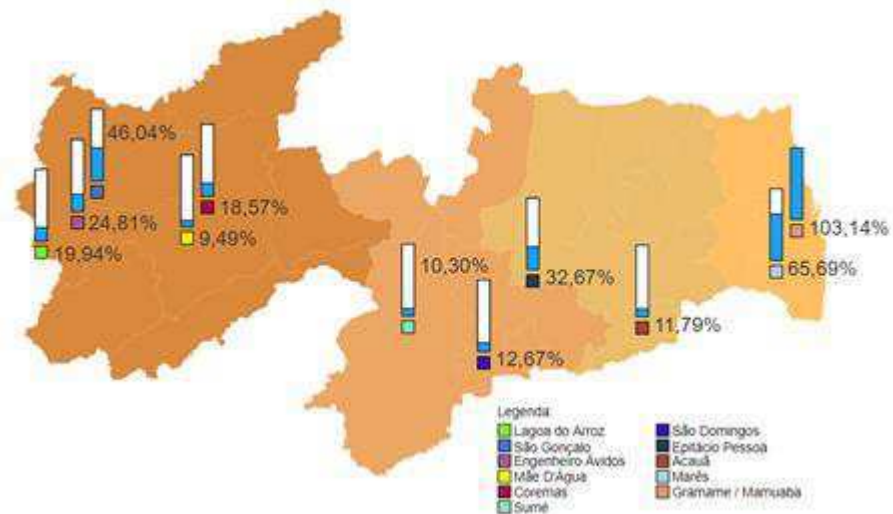 46,04%
24,81%
19,94%
18,57%
9,49%
10,30%
12,67%
32,67%
11,79%
103,14%
65,69%
Legenda:
Lagoa do Arroz
São Gonçalo
Engenheiro Ávidos
Mãe D'Água
Coremas
Sumé
São Domingos
Epitácio Pessoa
Acauã
Marés
Gramame / Mamuaba